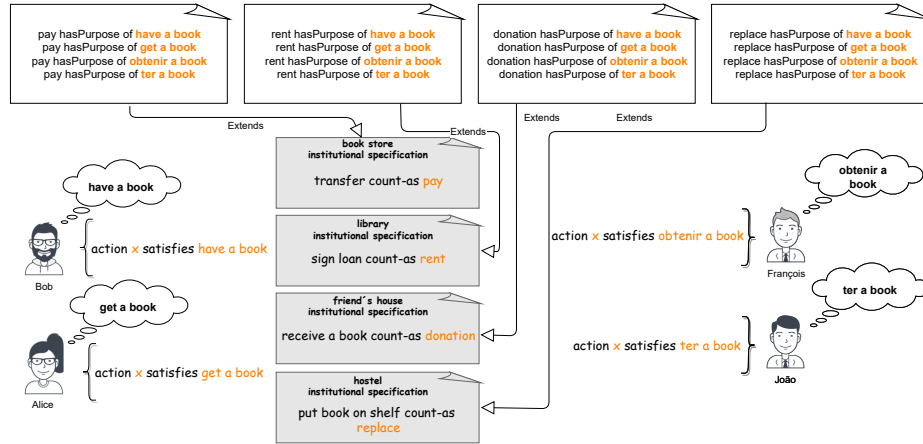 pay hasPurpose of have a book
pay hasPurpose of get a book
pay hasPurpose of obtenir a book
pay hasPurpose of ter a book
rent hasPurpose of have a book
rent hasPurpose of get a book
rent hasPurpose of obtenir a book
rent hasPurpose of ter a book
donation hasPurpose of have a book
donation hasPurpose of get a book
donation hasPurpose of obtenir a book
donation hasPurpose of ter a book
replace hasPurpose of have a book
replace hasPurpose of get a book
replace hasPurpose of obtenir a book
replace hasPurpose of ter a book
Extends
Extends
Extends
Extends
book store
institutional specification
transfer count-as pay
library
institutional specification
sign loan count-as rent
friend´s house
institutional specification
receive a book count-as donation
hostel
institutional specification
put book on shelf count-as
replace
have a book
action x satisfies have a book
Bob
get a book
action x satisfies get a book
Alice
obtenir a
book
action x satisfies obtenir a book
François
ter a book
action x satisfies ter a book
João